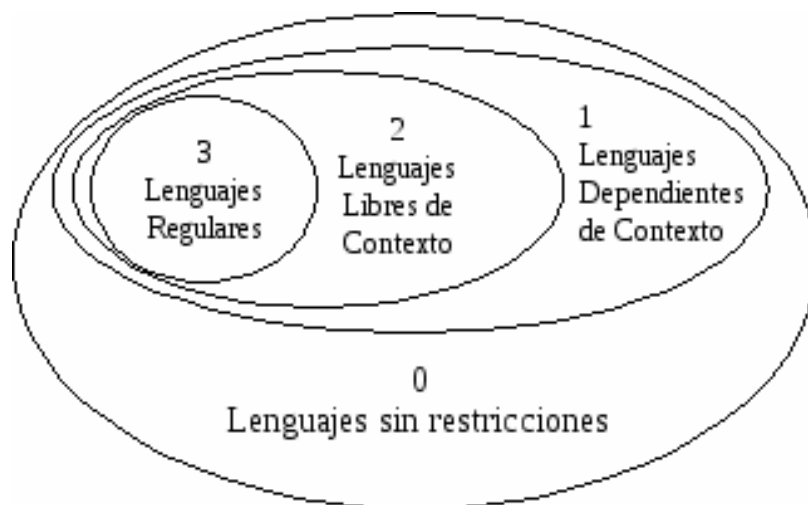 3
Lenguajes
Regulares
2
Lenguajes
Libres de
Contexto
1
Lenguajes
Dependientes
de Contexto
0
Lenguajes sin restricciones